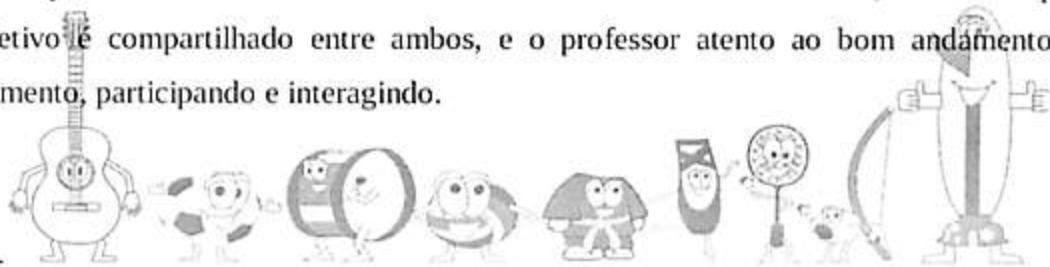 etivo é compartilhado entre ambos, e o professor atento ao bom andamento
mento, participando e interagindo.